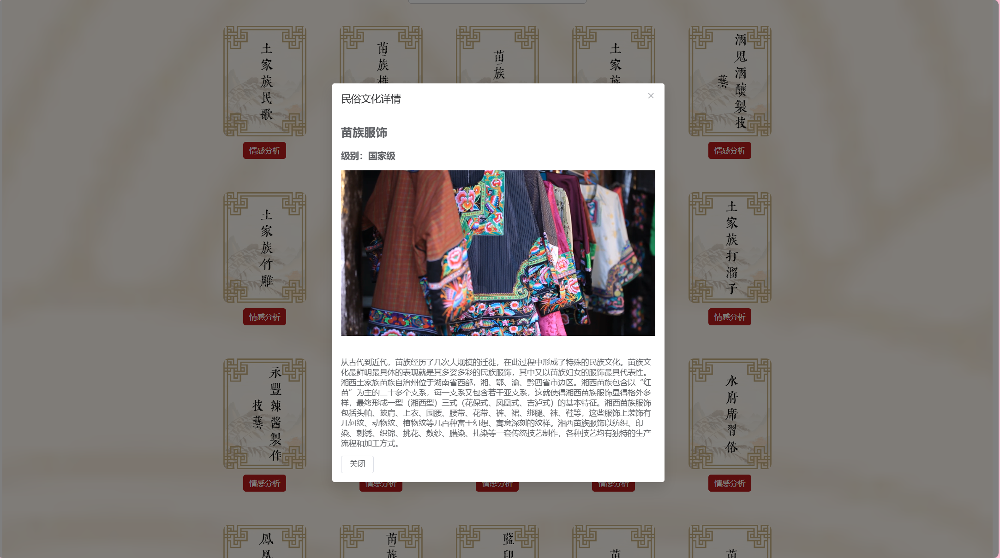 土家族民歌
苗族椎
苗族
土家族
酒鬼酒釀製技藝
情感分析
情感分析
民俗文化详情
苗族服饰
级别：国家级
从古代到近代，苗族经历了几次大规模的迁徙，在此过程中形成了特殊的民族文化。苗族文
化最鲜明最具体的表现就是其多姿多彩的民族服饰，其中又以苗族妇女的服饰最具代表性。
湘西土家族苗族自治州位于湖南省西部，湘、鄂、渝、黔四省市边区。湘西苗族包含以“红
苗”为主的二十多个支系，每一支系又包含若干亚支系，这就使得湘西苗族服饰显得格外多
样，最终形成一型（湘西型）三式（花保式、凤凰式、吉泸式）的基本特征。湘西苗族服饰
包括头帕、披肩、上衣、围腰、腰带、花带、裤、裙、绑腿、袜、鞋等，这些服饰上装饰有
几何纹、动物纹、植物纹等几百种富于幻想、寓意深刻的纹样。湘西苗族服饰以纺织、印
染、刺绣、织锦、挑花、数纱、腊染、扎染等一套传统技艺制作，各种技艺均有独特的生产
流程和加工方式。
关闭
土家族竹雕
土家族打溜子
情感分析
情感分析
永豐辣酱製作
技藝
水府席習俗
情感分析
情感分析
情感分析
情感分析
情感分析
鳳凰
苗族
藍印
苗
苗